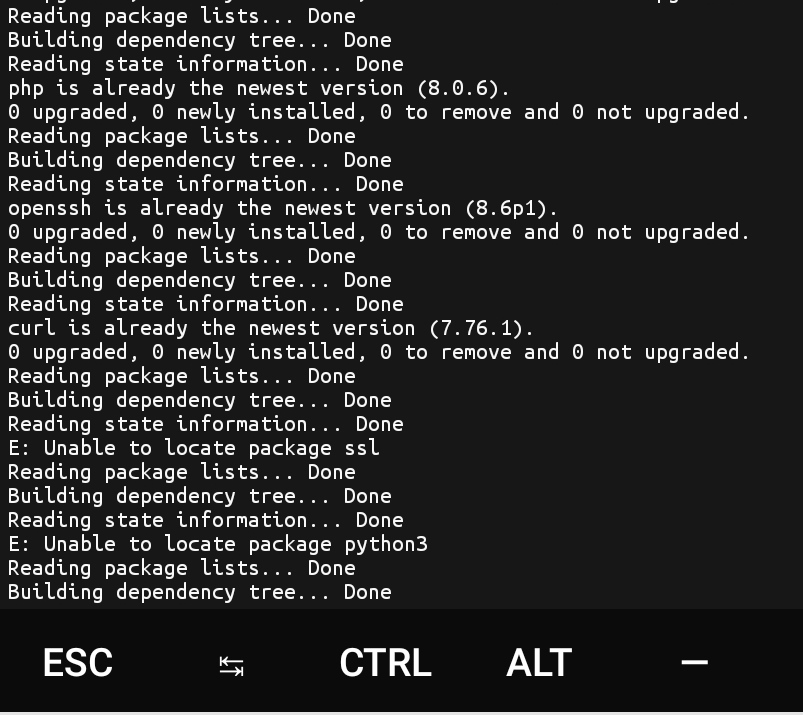 Reading package lists... Done
Building dependency tree... Done
Reading state information... Done
php is already the newest version (8.0.6).
0 upgraded, 0 newly installed, 0 to remove and 0 not upgraded.
Reading package lists... Done
Building dependency tree... Done
Reading state information... Done
openssh is already the newest version (8.6p1).
0 upgraded, 0 newly installed, 0 to remove and 0 not upgraded.
Reading package lists... Done
Building dependency tree... Done
Reading state information... Done
curl is already the newest version (7.76.1).
0 upgraded, 0 newly installed, 0 to remove and 0 not upgraded.
Reading package lists... Done
Building dependency tree... Done
Reading state information... Done
E: Unable to locate package ssl
Reading package lists... Done
Building dependency tree... Done
Reading state information... Done
E: Unable to locate package python3
Reading package lists... Done
Building dependency tree... Done
ESC ↹ CTRL ALT —